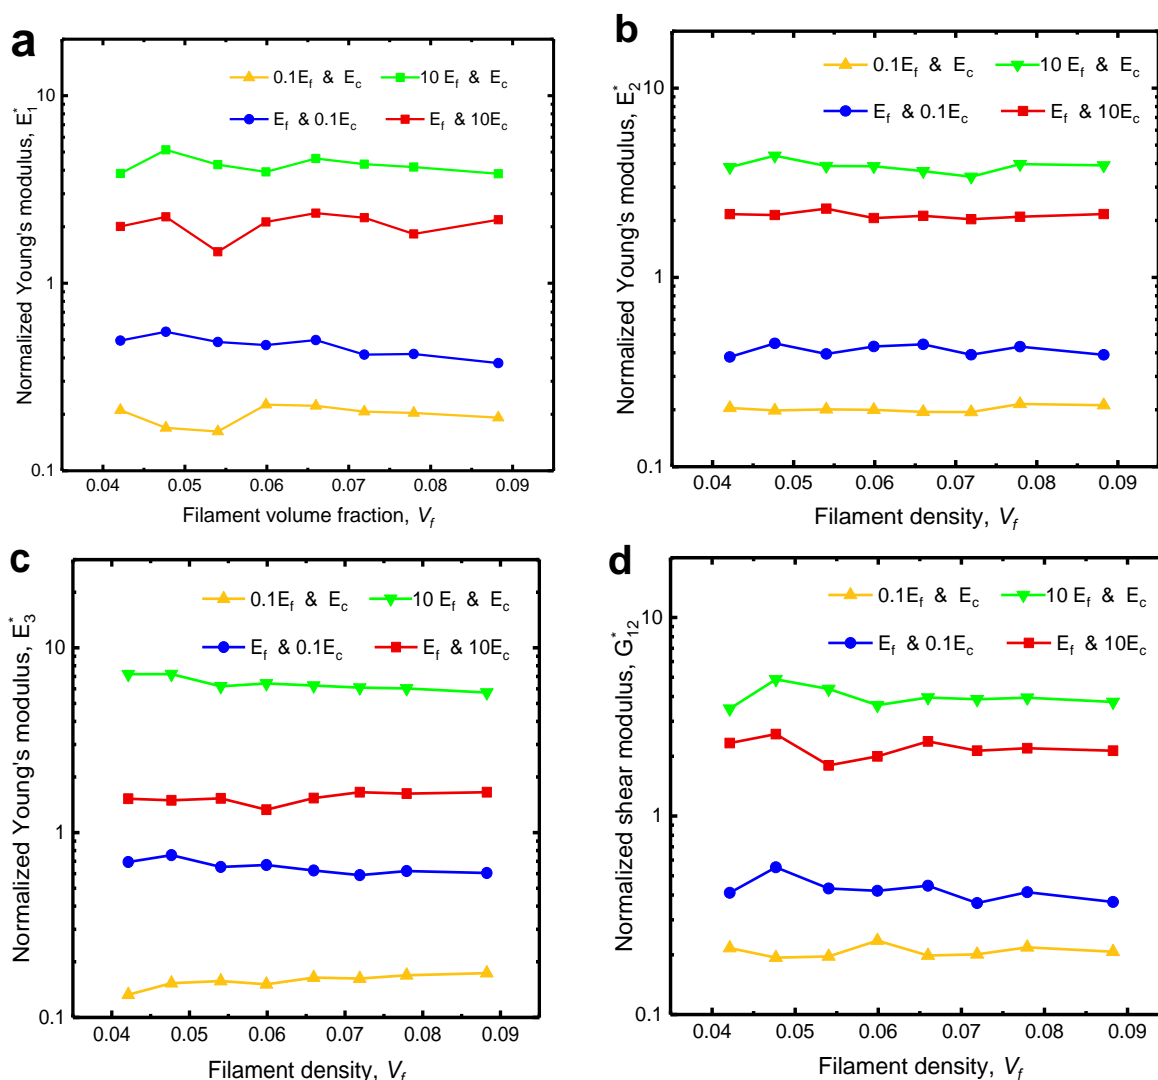 a
Normalized Young's modulus, E₁*
0.1E_f & E_c
10 E_f & E_c
E_f & 0.1E_c
E_f & 10E_c
10
1
0.1
0.04 0.05 0.06 0.07 0.08 0.09
Filament volume fraction, V_f
b
Normalized Young's modulus, E₂*
0.1E_f & E_c
10 E_f & E_c
E_f & 0.1E_c
E_f & 10E_c
10
1
0.1
0.04 0.05 0.06 0.07 0.08 0.09
Filament density, V_f
c
Normalized Young's modulus, E₃*
0.1E_f & E_c
10 E_f & E_c
E_f & 0.1E_c
E_f & 10E_c
10
1
0.1
0.04 0.05 0.06 0.07 0.08 0.09
Filament density, V_f
d
Normalized shear modulus, G₁₂*
0.1E_f & E_c
10 E_f & E_c
E_f & 0.1E_c
E_f & 10E_c
10
1
0.1
0.04 0.05 0.06 0.07 0.08 0.09
Filament density, V_f